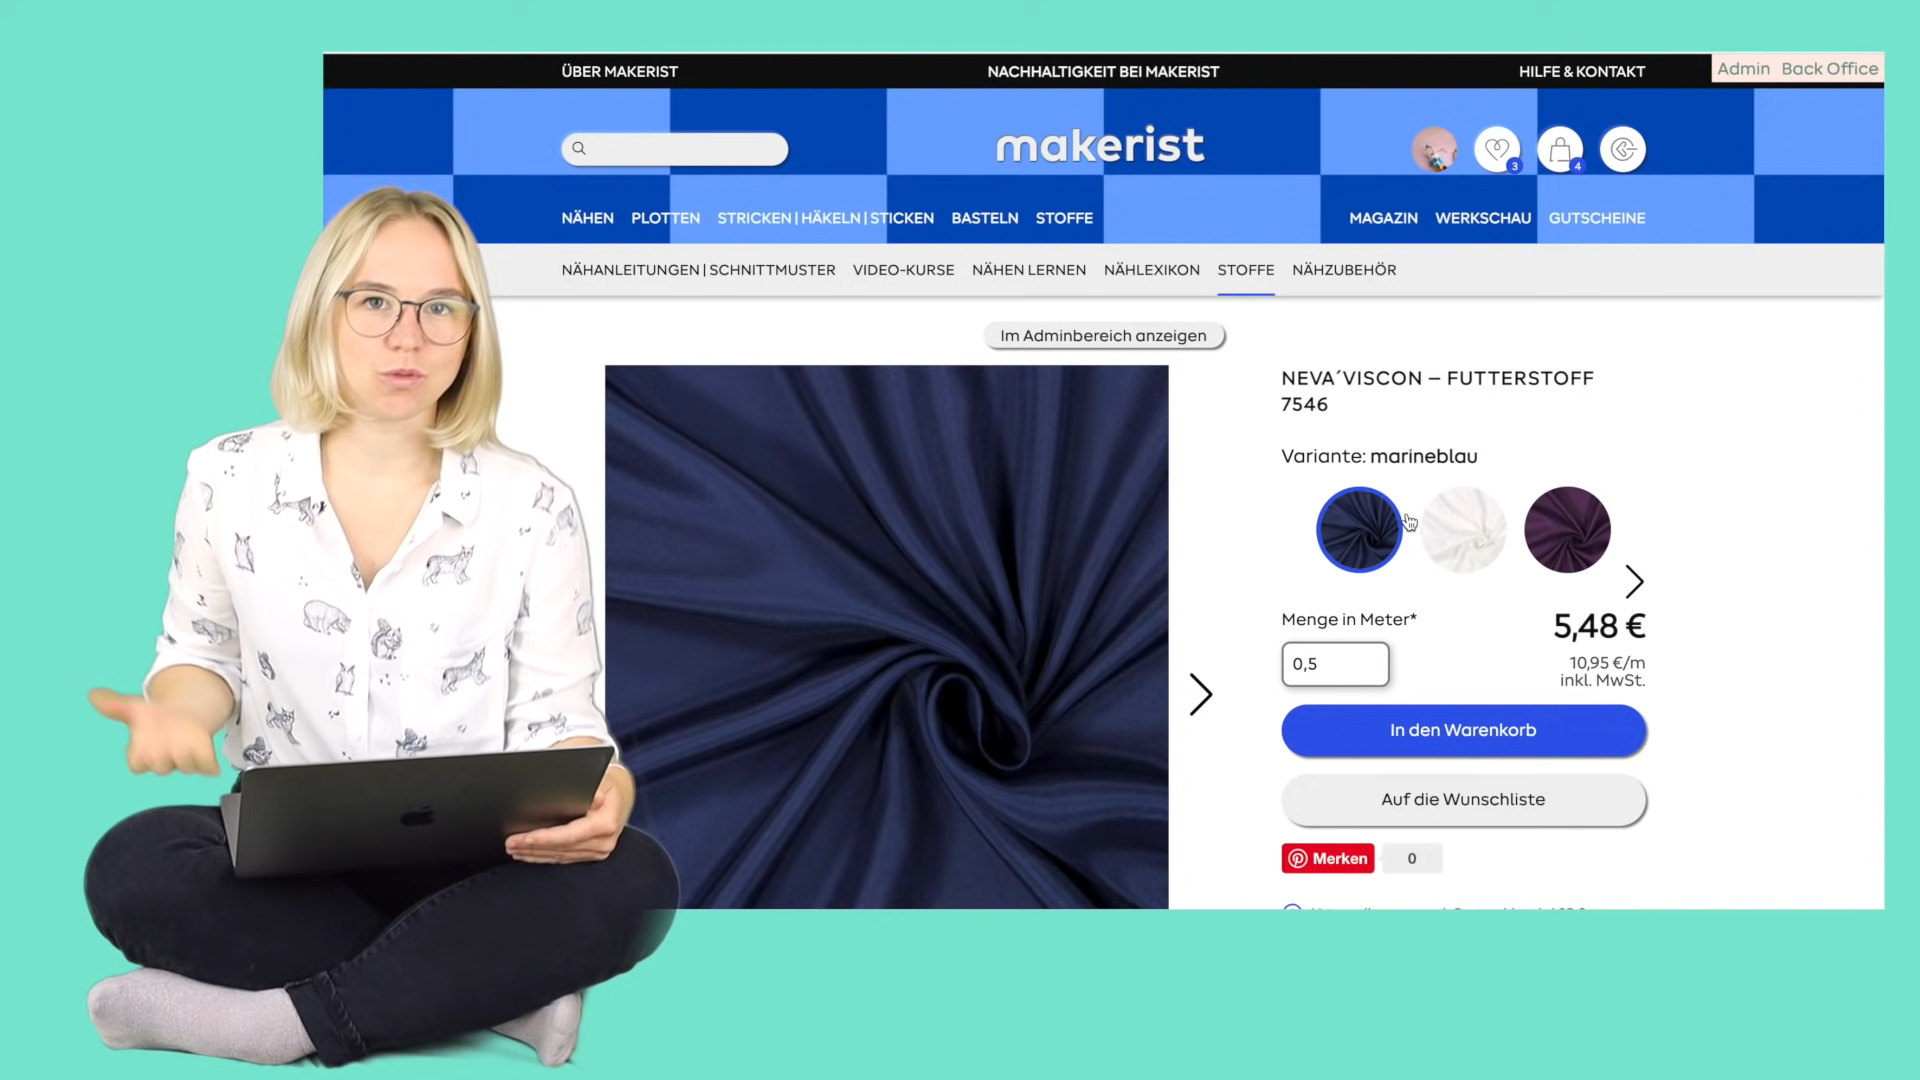 ÜBER MAKERIST
NACHHALTIGKEIT BEI MAKERIST
HILFE & KONTAKT
Admin Back Office
makerist
3
4
NÄHEN PLOTTEN STRICKEN | HÄKELN | STICKEN BASTELN STOFFE
MAGAZIN WERKSCHAU GUTSCHEINE
NÄHANLEITUNGEN | SCHNITTMUSTER VIDEO-KURSE NÄHEN LERNEN NÄHLEXIKON STOFFE NÄHZUBEHÖR
Im Adminbereich anzeigen
NEVA´VISCON – FUTTERSTOFF
7546
Variante: marineblau
Menge in Meter*
5,48 €
0,5
10,95 €/m
inkl. MwSt.
In den Warenkorb
Auf die Wunschliste
Merken
0